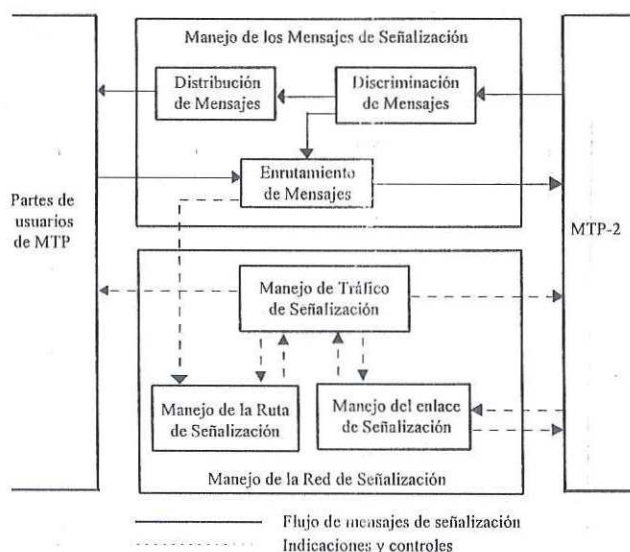 Manejo de los Mensajes de Señalización
Distribución
de Mensajes
Discriminación
de Mensajes
Enrutamiento
de Mensajes
Partes de
usuarios
de MTP
MTP-2
Manejo de Tráfico
de Señalización
Manejo de la Ruta
de Señalización
Manejo del enlace
de Señalización
Manejo de la Red de Señalización
Flujo de mensajes de señalización
Indicaciones y controles